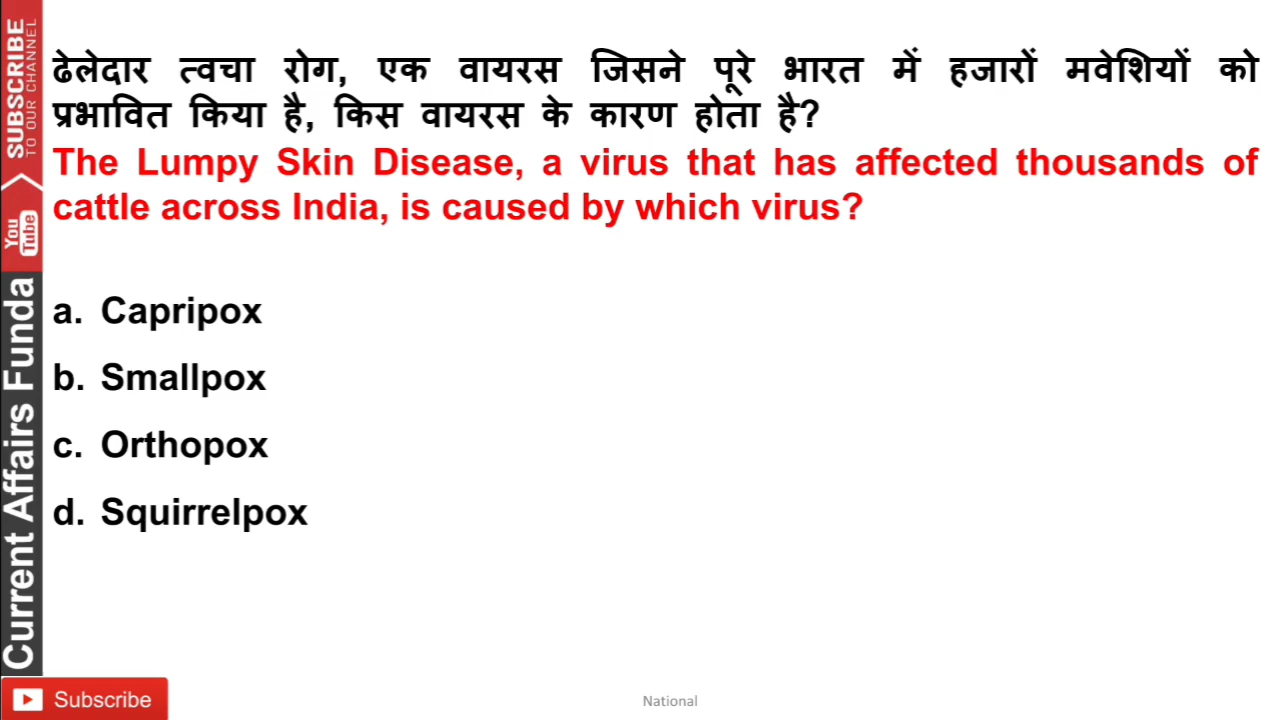 ढेलेदार त्वचा रोग, एक वायरस जिसने पूरे भारत में हजारों मवेशियों को
प्रभावित किया है, किस वायरस के कारण होता है?
The Lumpy Skin Disease, a virus that has affected thousands of
cattle across India, is caused by which virus?
a. Capripox
b. Smallpox
c. Orthopox
d. Squirrelpox
SUBSCRIBE
TO OUR CHANNEL
You
Tube
Current Affairs Funda
Subscribe
National